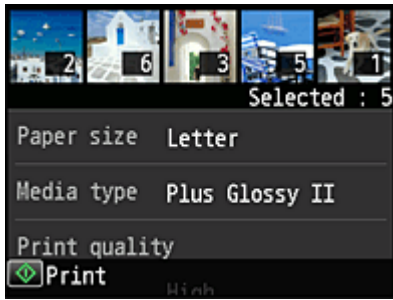 2 6 3 5 1
Selected : 5
Paper size Letter
Media type Plus Glossy II
Print quality
Print
High